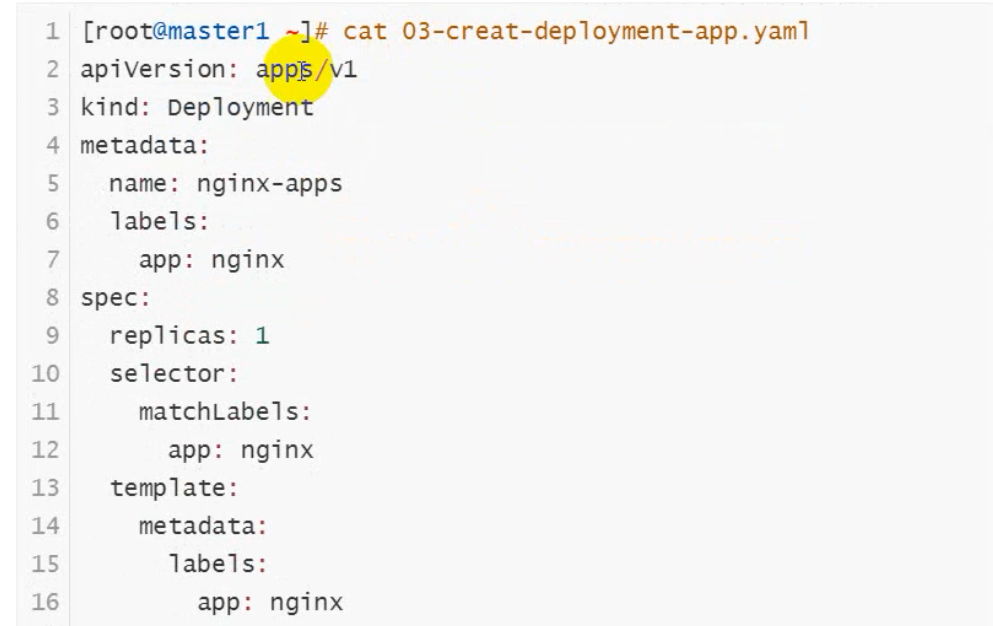 1 [root@master1 ~]# cat 03-creat-deployment-app.yaml
2 apiVersion: apps/v1
3 kind: Deployment
4 metadata:
5   name: nginx-apps
6   labels:
7     app: nginx
8 spec:
9   replicas: 1
10   selector:
11     matchLabels:
12       app: nginx
13   template:
14     metadata:
15       labels:
16         app: nginx